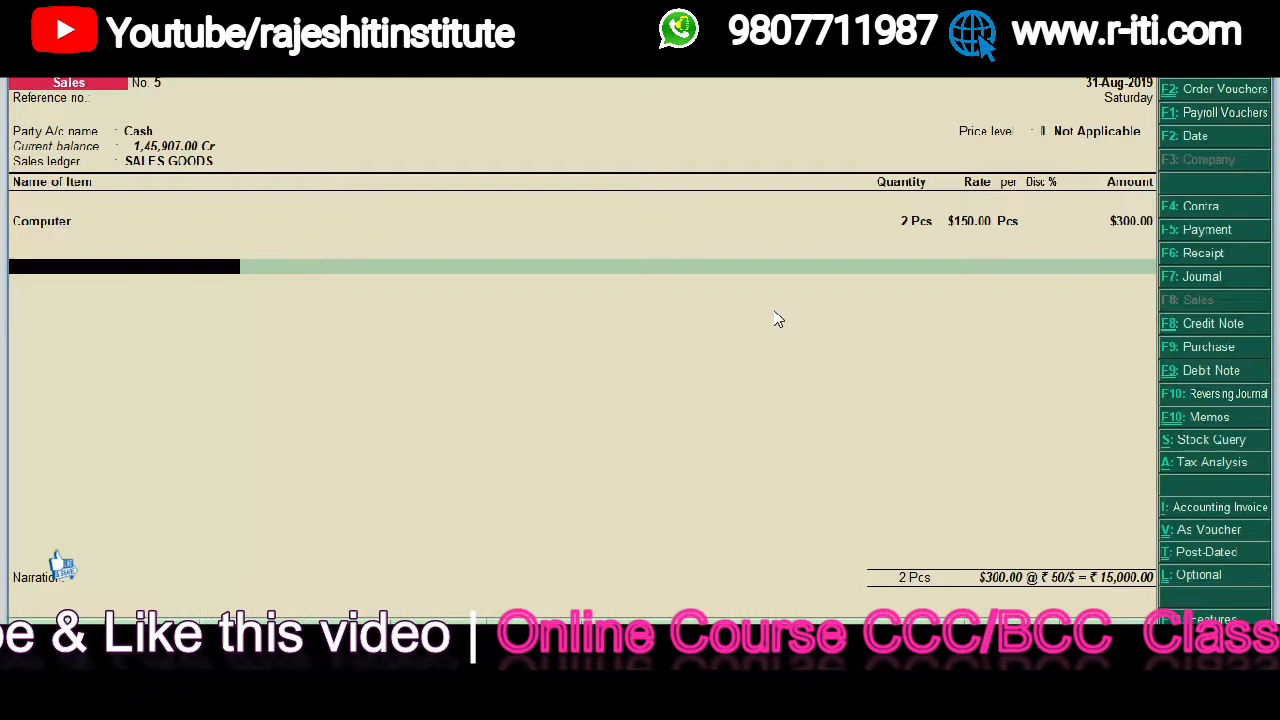 Youtube/rajeshitinstitute 9807711987 www.r-iti.com
Sales No. 5 31-Aug-2019
Reference no.: Saturday
Party A/c name : Cash Price level : Not Applicable
Current balance : 1,45,907.00 Cr
Sales ledger : SALES GOODS
Name of Item Quantity Rate per Disc % Amount
Computer 2 Pcs $150.00 Pcs $300.00
Narration:
2 Pcs $300.00 @ ₹ 50/$ = ₹ 15,000.00
F2: Order Vouchers
F1: Payroll Vouchers
F2: Date
F3: Company
F4: Contra
F5: Payment
F6: Receipt
F7: Journal
F8: Sales
F8: Credit Note
F9: Purchase
F9: Debit Note
F10: Reversing Journal
F10: Memos
S: Stock Query
A: Tax Analysis
I: Accounting Invoice
V: As Voucher
T: Post-Dated
L: Optional
be & Like this video | Online Course CCC/BCC Class